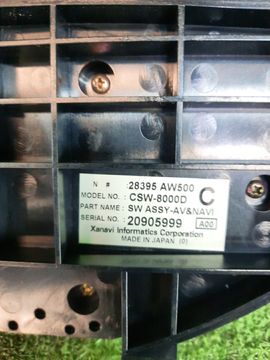 N # :28395 AW500 C
MODEL NO. : CSW-8000D
PART NAME : SW ASSY-AV&NAVI
SERIAL NO. : 20905999 A00
Xanavi Informatics Corporation
MADE IN JAPAN (0)